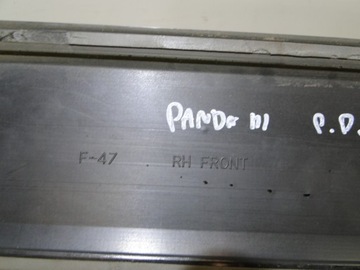 PANDA III P.D.
F-47 RH FRONT